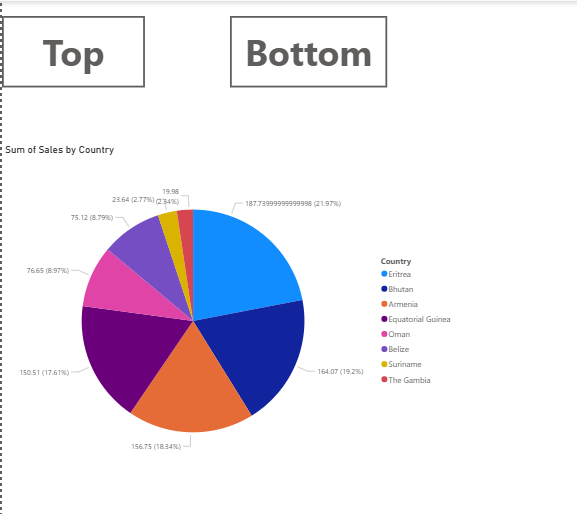 Top
Bottom
Sum of Sales by Country
19.98
(2.34%)
23.64 (2.77%)
187.73999999999998 (21.97%)
75.12 (8.79%)
76.65 (8.97%)
150.51 (17.61%)
164.07 (19.2%)
156.75 (18.34%)
Country
Eritrea
Bhutan
Armenia
Equatorial Guinea
Oman
Belize
Suriname
The Gambia